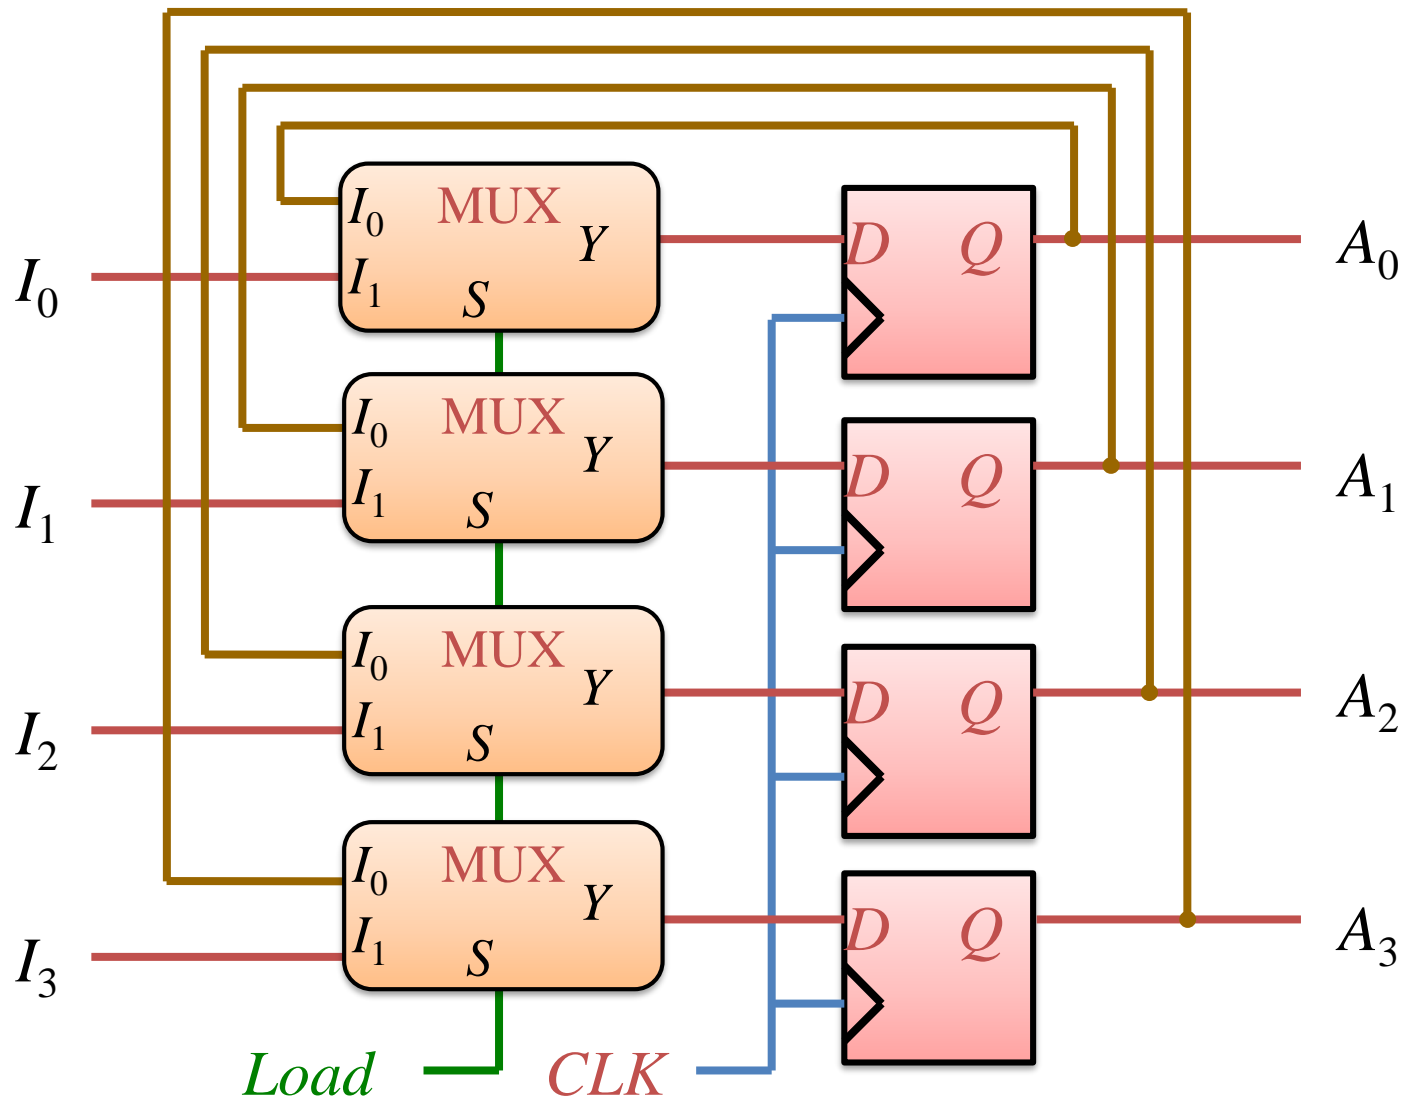 I₀ MUX Y D Q A₀
I₀ I₁ S
I₁ I₀ MUX Y D Q A₁
I₁ S
I₂ I₀ MUX Y D Q A₂
I₁ S
I₃ I₀ MUX Y D Q A₃
I₁ S
Load CLK